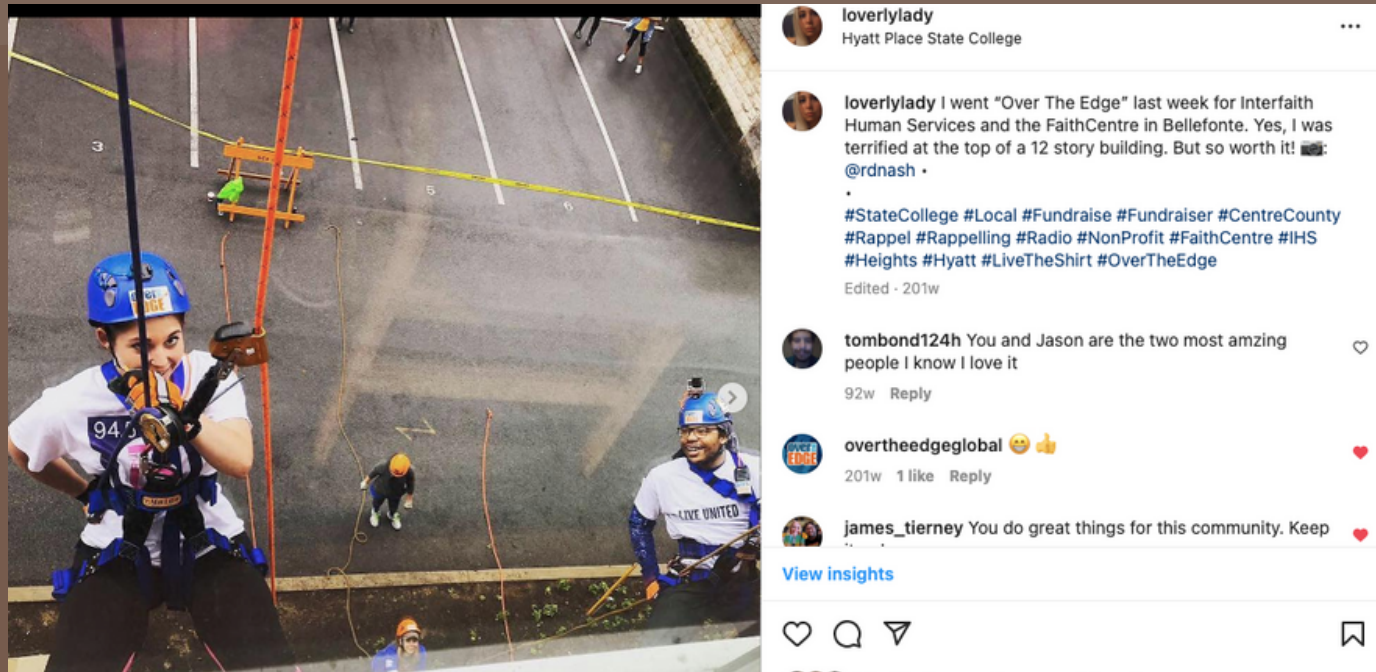 3
5
6
over
EDGE
94.5
LIVE UNITED
loverlylady
Hyatt Place State College
loverlylady I went “Over The Edge” last week for Interfaith
Human Services and the FaithCentre in Bellefonte. Yes, I was
terrified at the top of a 12 story building. But so worth it! 📷:
@rdnash •
•
#StateCollege #Local #Fundraise #Fundraiser #CentreCounty
#Rappel #Rappelling #Radio #NonProfit #FaithCentre #IHS
#Heights #Hyatt #LiveTheShirt #OverTheEdge
Edited · 201w
tombond124h You and Jason are the two most amzing
people I know I love it
92w Reply
overtheedgeglobal 😁👍
over
EDGE
201w 1 like Reply
james_tierney You do great things for this community. Keep
View insights